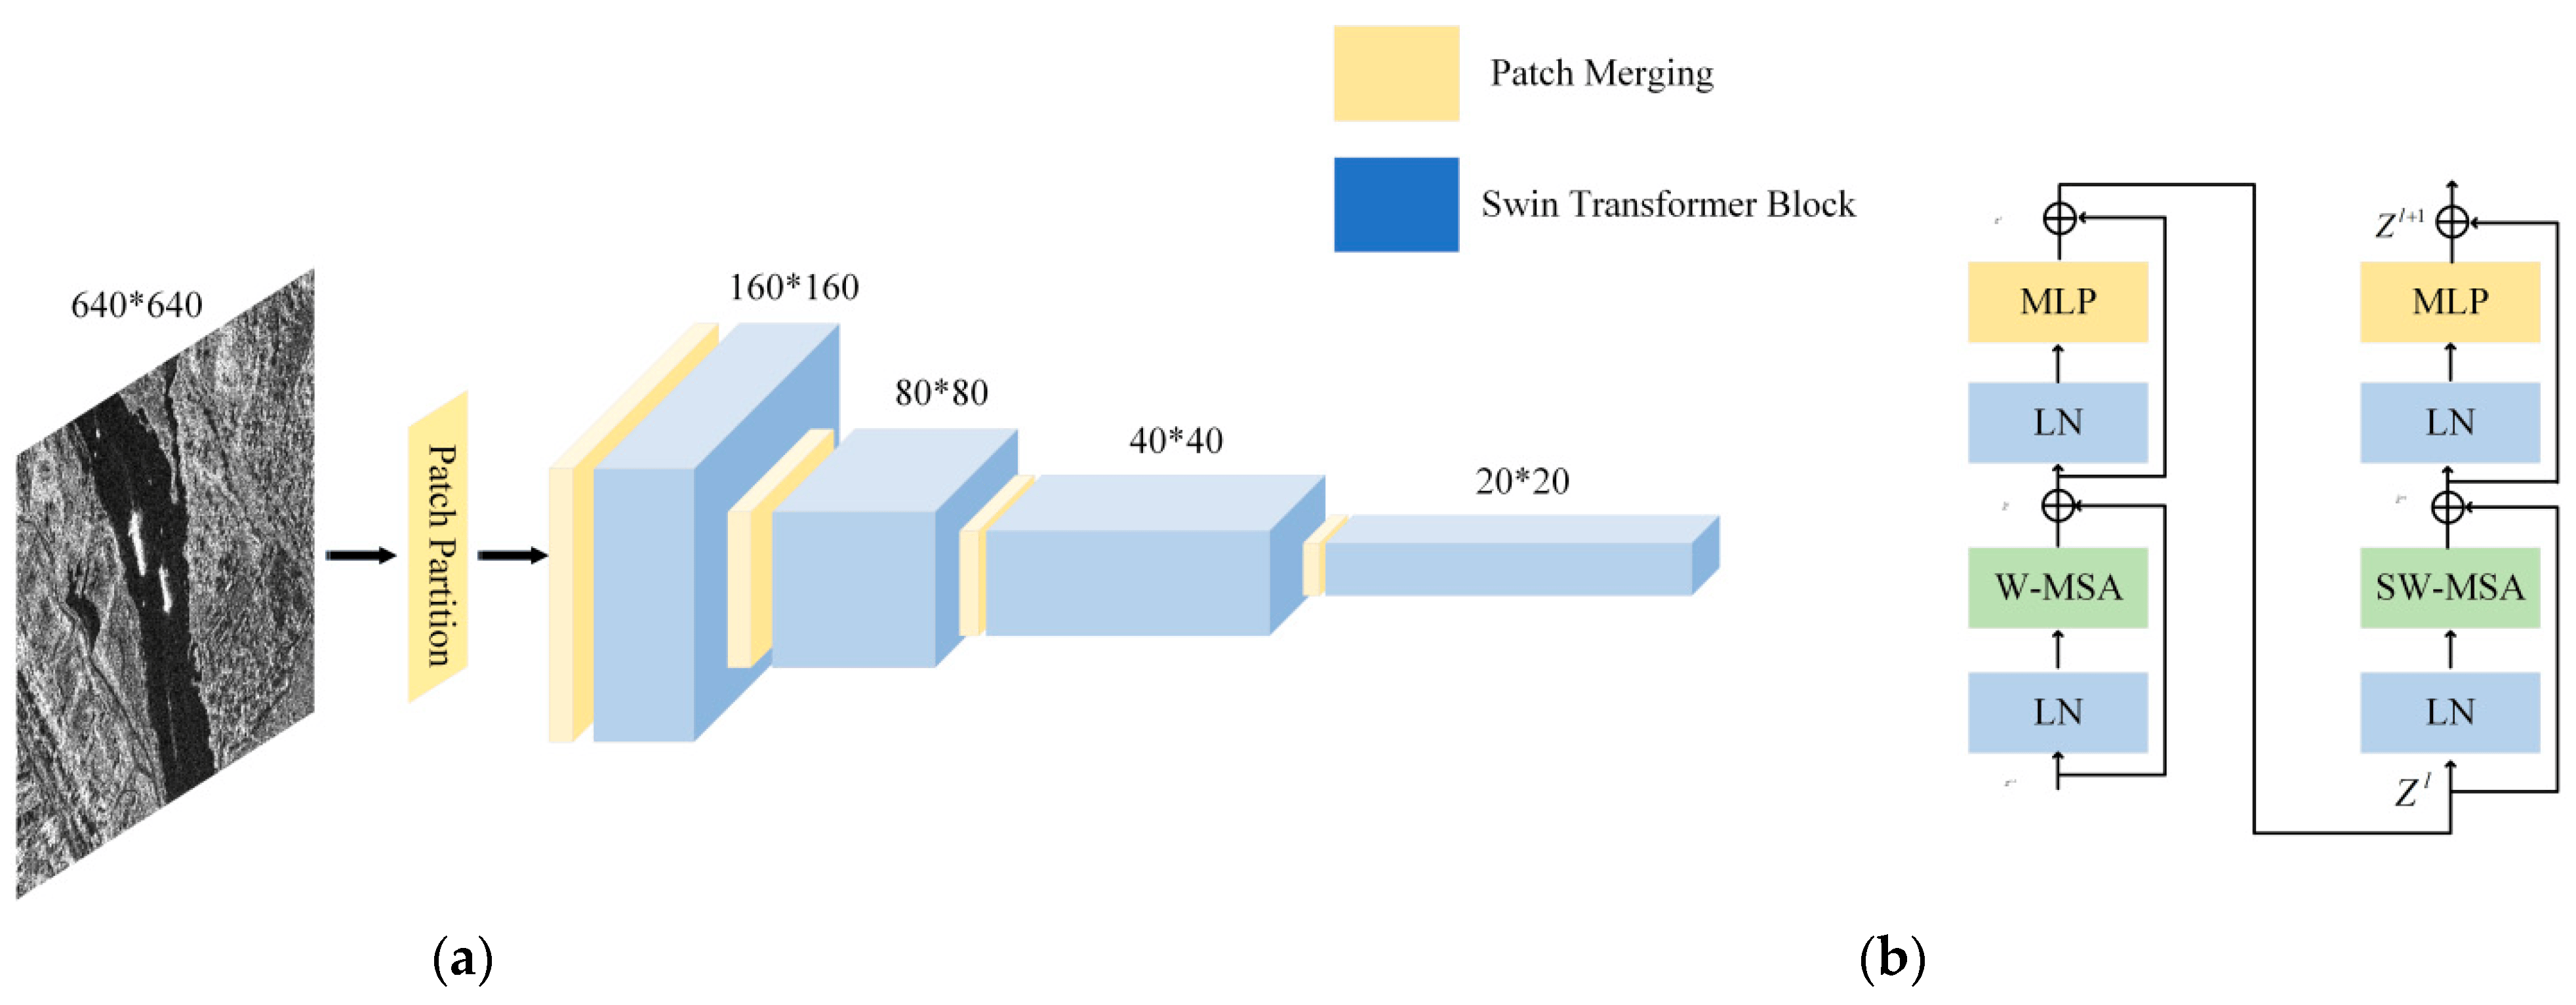 Patch Merging
Swin Transformer Block
640*640
160*160
80*80
40*40
20*20
Patch Partition
(a)
Z^{l+1}
MLP
MLP
LN
LN
W-MSA
SW-MSA
LN
LN
Z^{l}
(b)